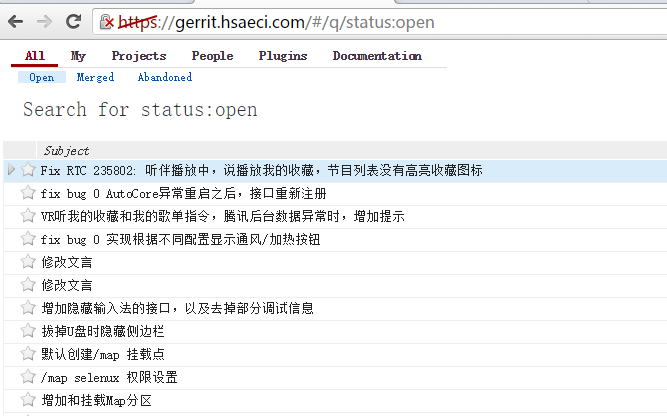 https://gerrit.hsaeci.com/#/q/status:open
All My Projects People Plugins Documentation
Open Merged Abandoned
Search for status:open
Subject
Fix RTC 235802: 听伴播放中，说播放我的收藏，节目列表没有高亮收藏图标
fix bug 0 AutoCore异常重启之后，接口重新注册
VR听我的收藏和我的歌单指令，腾讯后台数据异常时，增加提示
fix bug 0 实现根据不同配置显示通风/加热按钮
修改文言
修改文言
增加隐藏输入法的接口，以及去掉部分调试信息
拔掉U盘时隐藏侧边栏
默认创建/map 挂载点
/map selenux 权限设置
增加和挂载Map分区